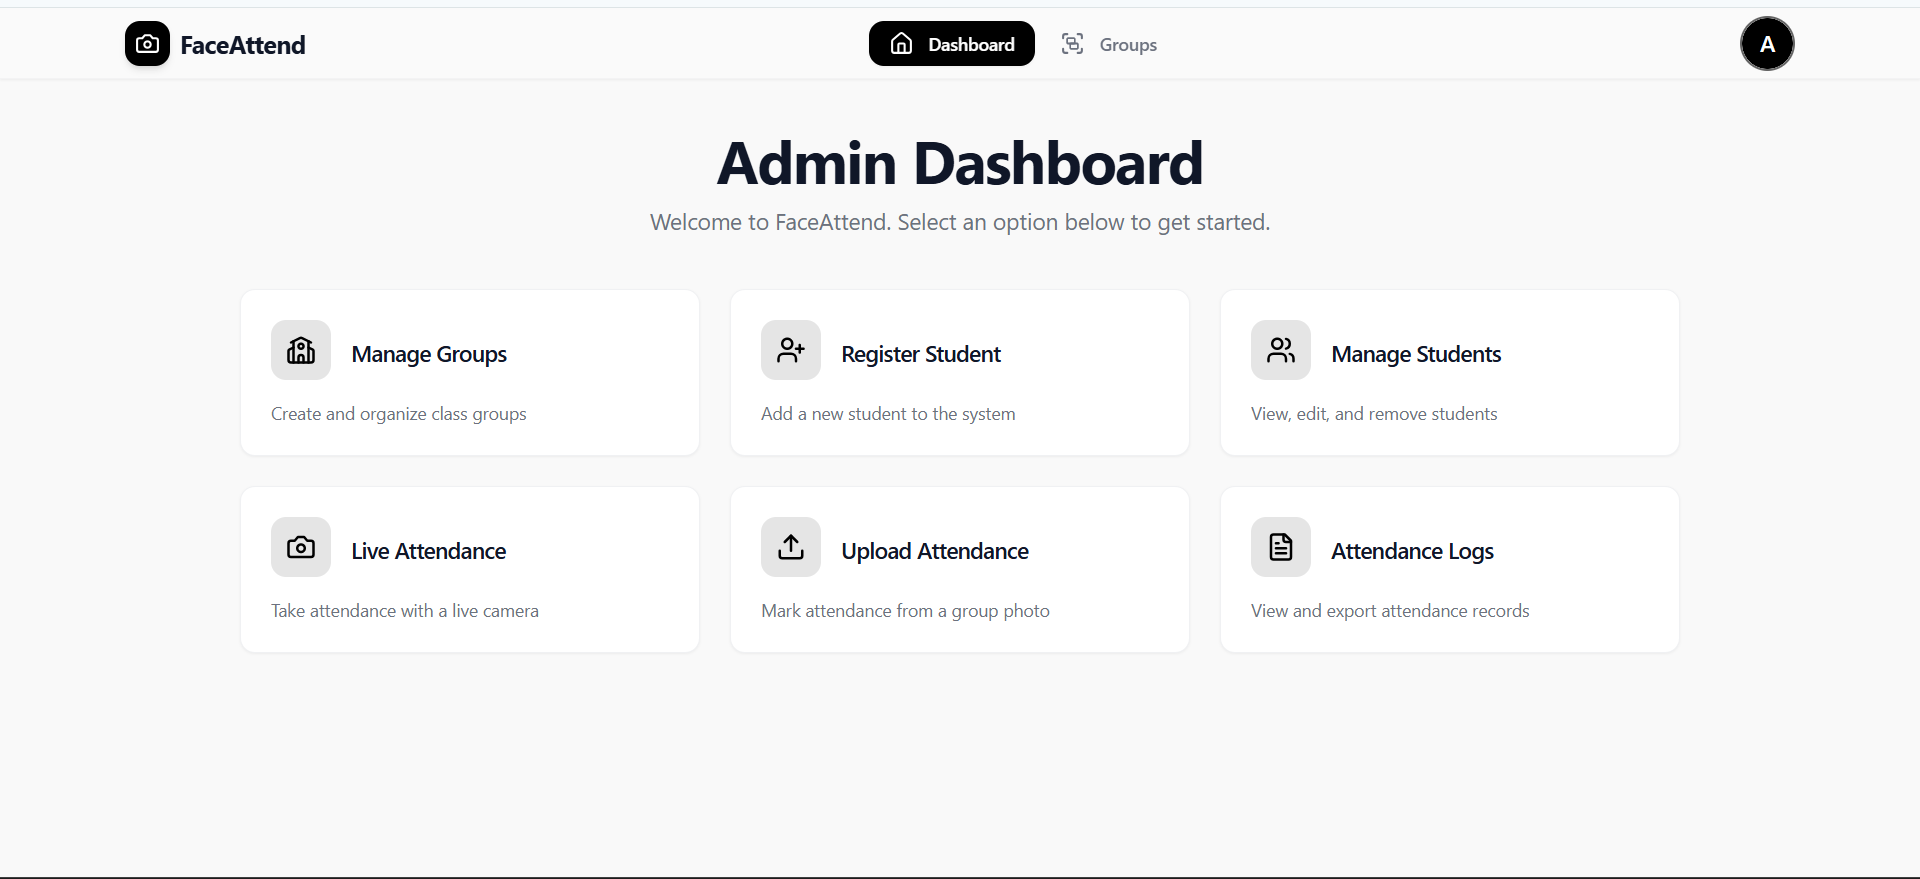 FaceAttend
Dashboard
Groups
A
Admin Dashboard
Welcome to FaceAttend. Select an option below to get started.
Manage Groups
Create and organize class groups
Register Student
Add a new student to the system
Manage Students
View, edit, and remove students
Live Attendance
Take attendance with a live camera
Upload Attendance
Mark attendance from a group photo
Attendance Logs
View and export attendance records